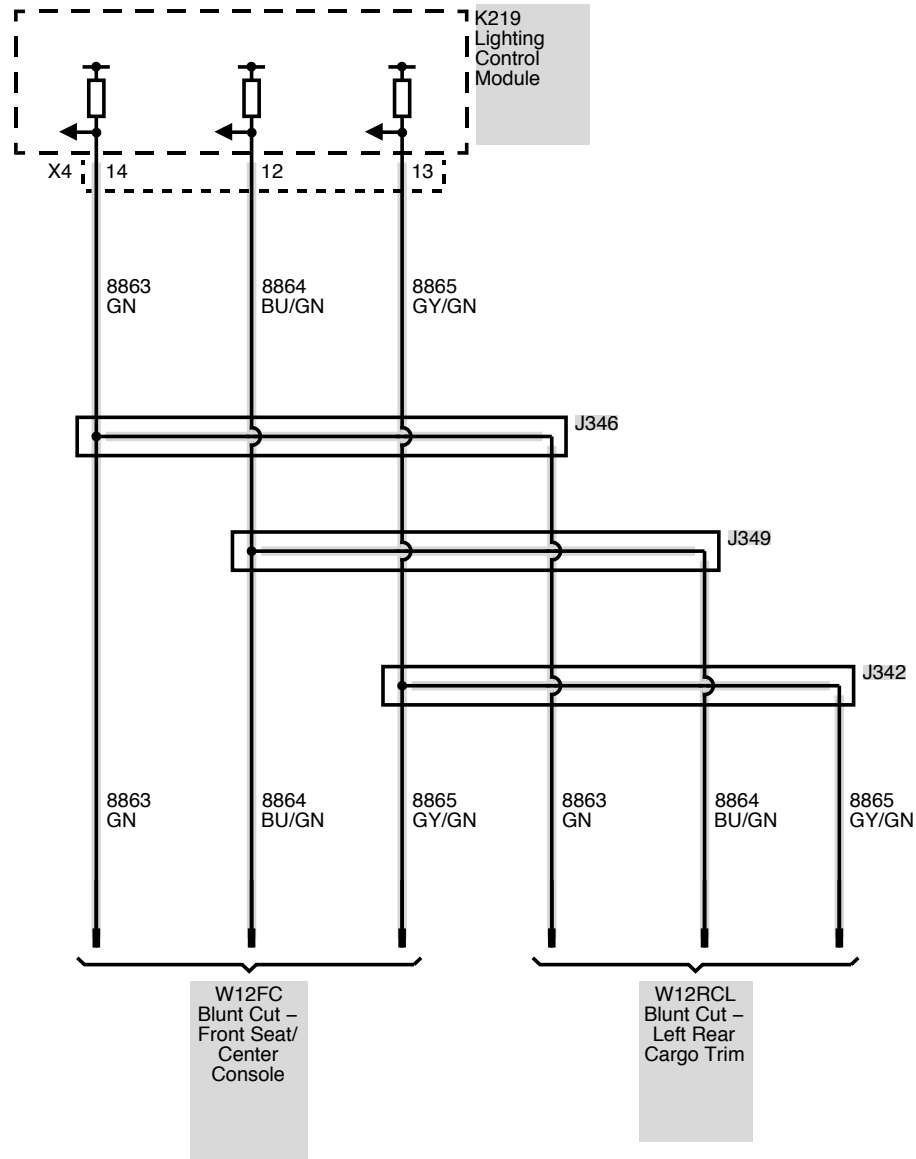 K219
Lighting
Control
Module
X4 14 12 13
8863
GN
8864
BU/GN
8865
GY/GN
J346
J349
J342
8863
GN
8864
BU/GN
8865
GY/GN
8863
GN
8864
BU/GN
8865
GY/GN
W12FC
Blunt Cut –
Front Seat/
Center
Console
W12RCL
Blunt Cut –
Left Rear
Cargo Trim